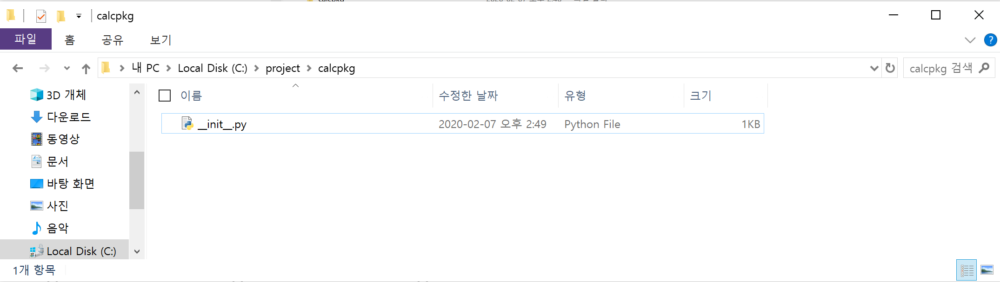 calcpkg
파일 홈 공유 보기
내 PC Local Disk (C:) project calcpkg
calcpkg 검색
3D 개체
다운로드
동영상
문서
바탕 화면
사진
음악
Local Disk (C:)
이름 수정한 날짜 유형 크기
__init__.py 2020-02-07 오후 2:49 Python File 1KB
1개 항목